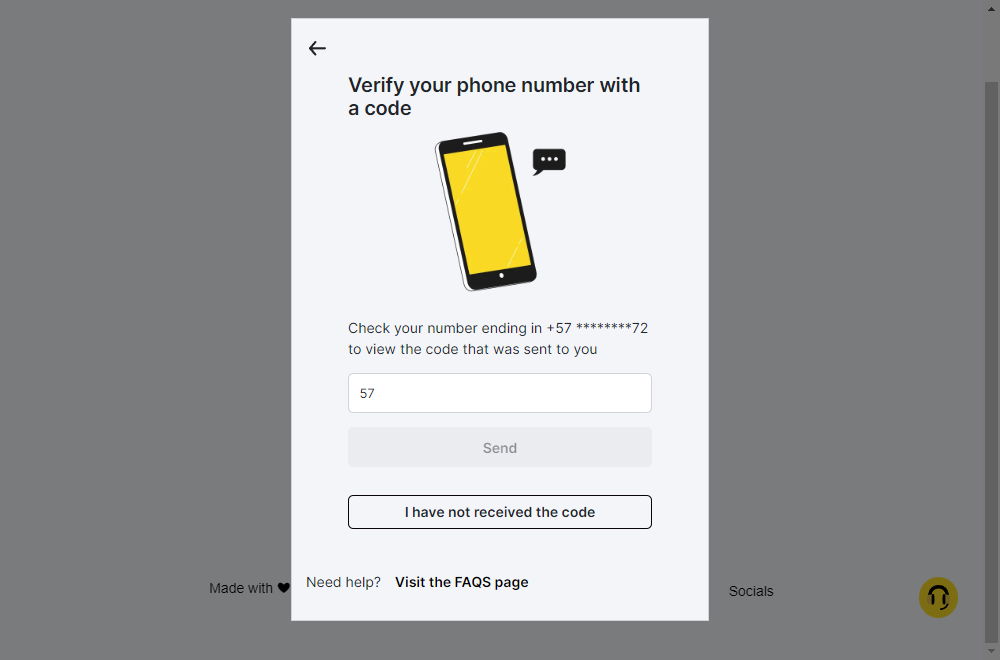 Verify your phone number with
a code
Check your number ending in +57 ********72
to view the code that was sent to you
57
Send
I have not received the code
Need help? Visit the FAQS page
Made with
Socials